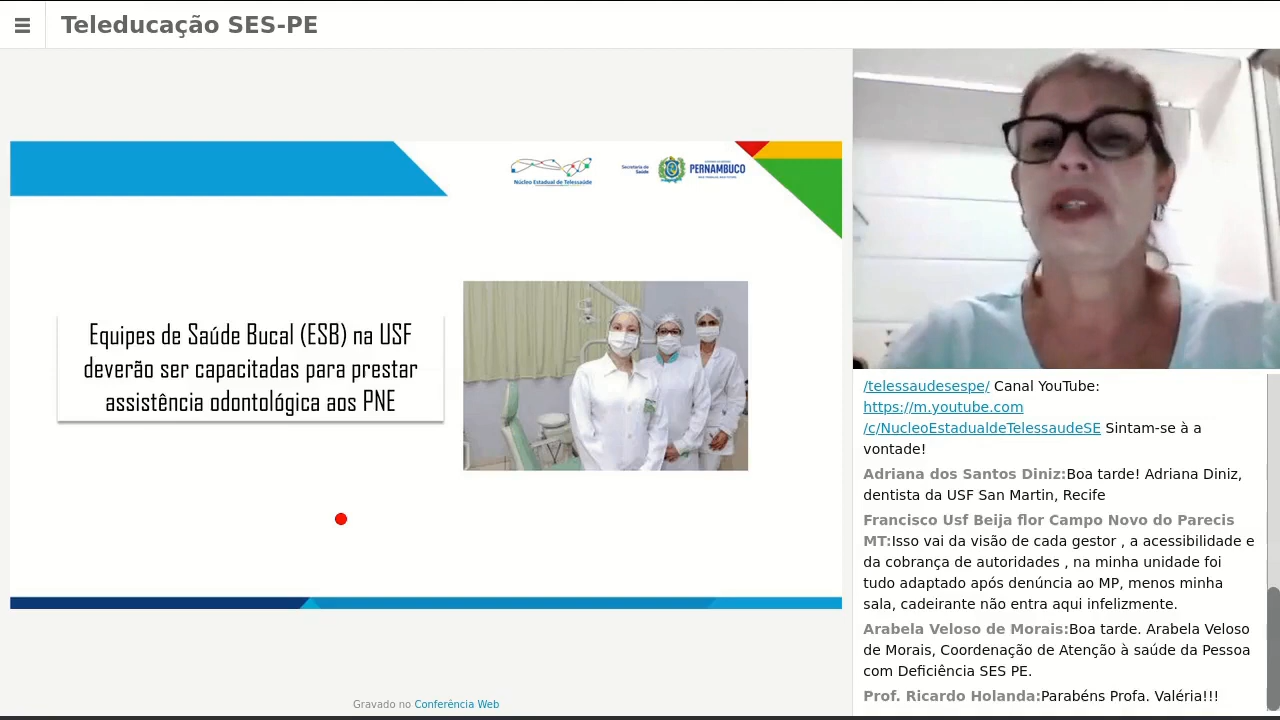 Teleducação SES-PE
Núcleo Estadual de Telessaúde
Secretaria de
Saúde
PERNAMBUCO
Equipes de Saúde Bucal (ESB) na USF
deverão ser capacitadas para prestar
assistência odontológica aos PNE
/telessaudesespe/ Canal YouTube:
https://m.youtube.com
/c/NucleoEstadualdeTelessaudeSE Sintam-se à a
vontade!
Adriana dos Santos Diniz:Boa tarde! Adriana Diniz,
dentista da USF San Martin, Recife
Francisco Usf Beija flor Campo Novo do Parecis
MT:Isso vai da visão de cada gestor , a acessibilidade e
da cobrança de autoridades , na minha unidade foi
tudo adaptado após denúncia ao MP, menos minha
sala, cadeirante não entra aqui infelizmente.
Arabela Veloso de Morais:Boa tarde. Arabela Veloso
de Morais, Coordenação de Atenção à saúde da Pessoa
com Deficiência SES PE.
Prof. Ricardo Holanda:Parabéns Profa. Valéria!!!
Gravado no Conferência Web